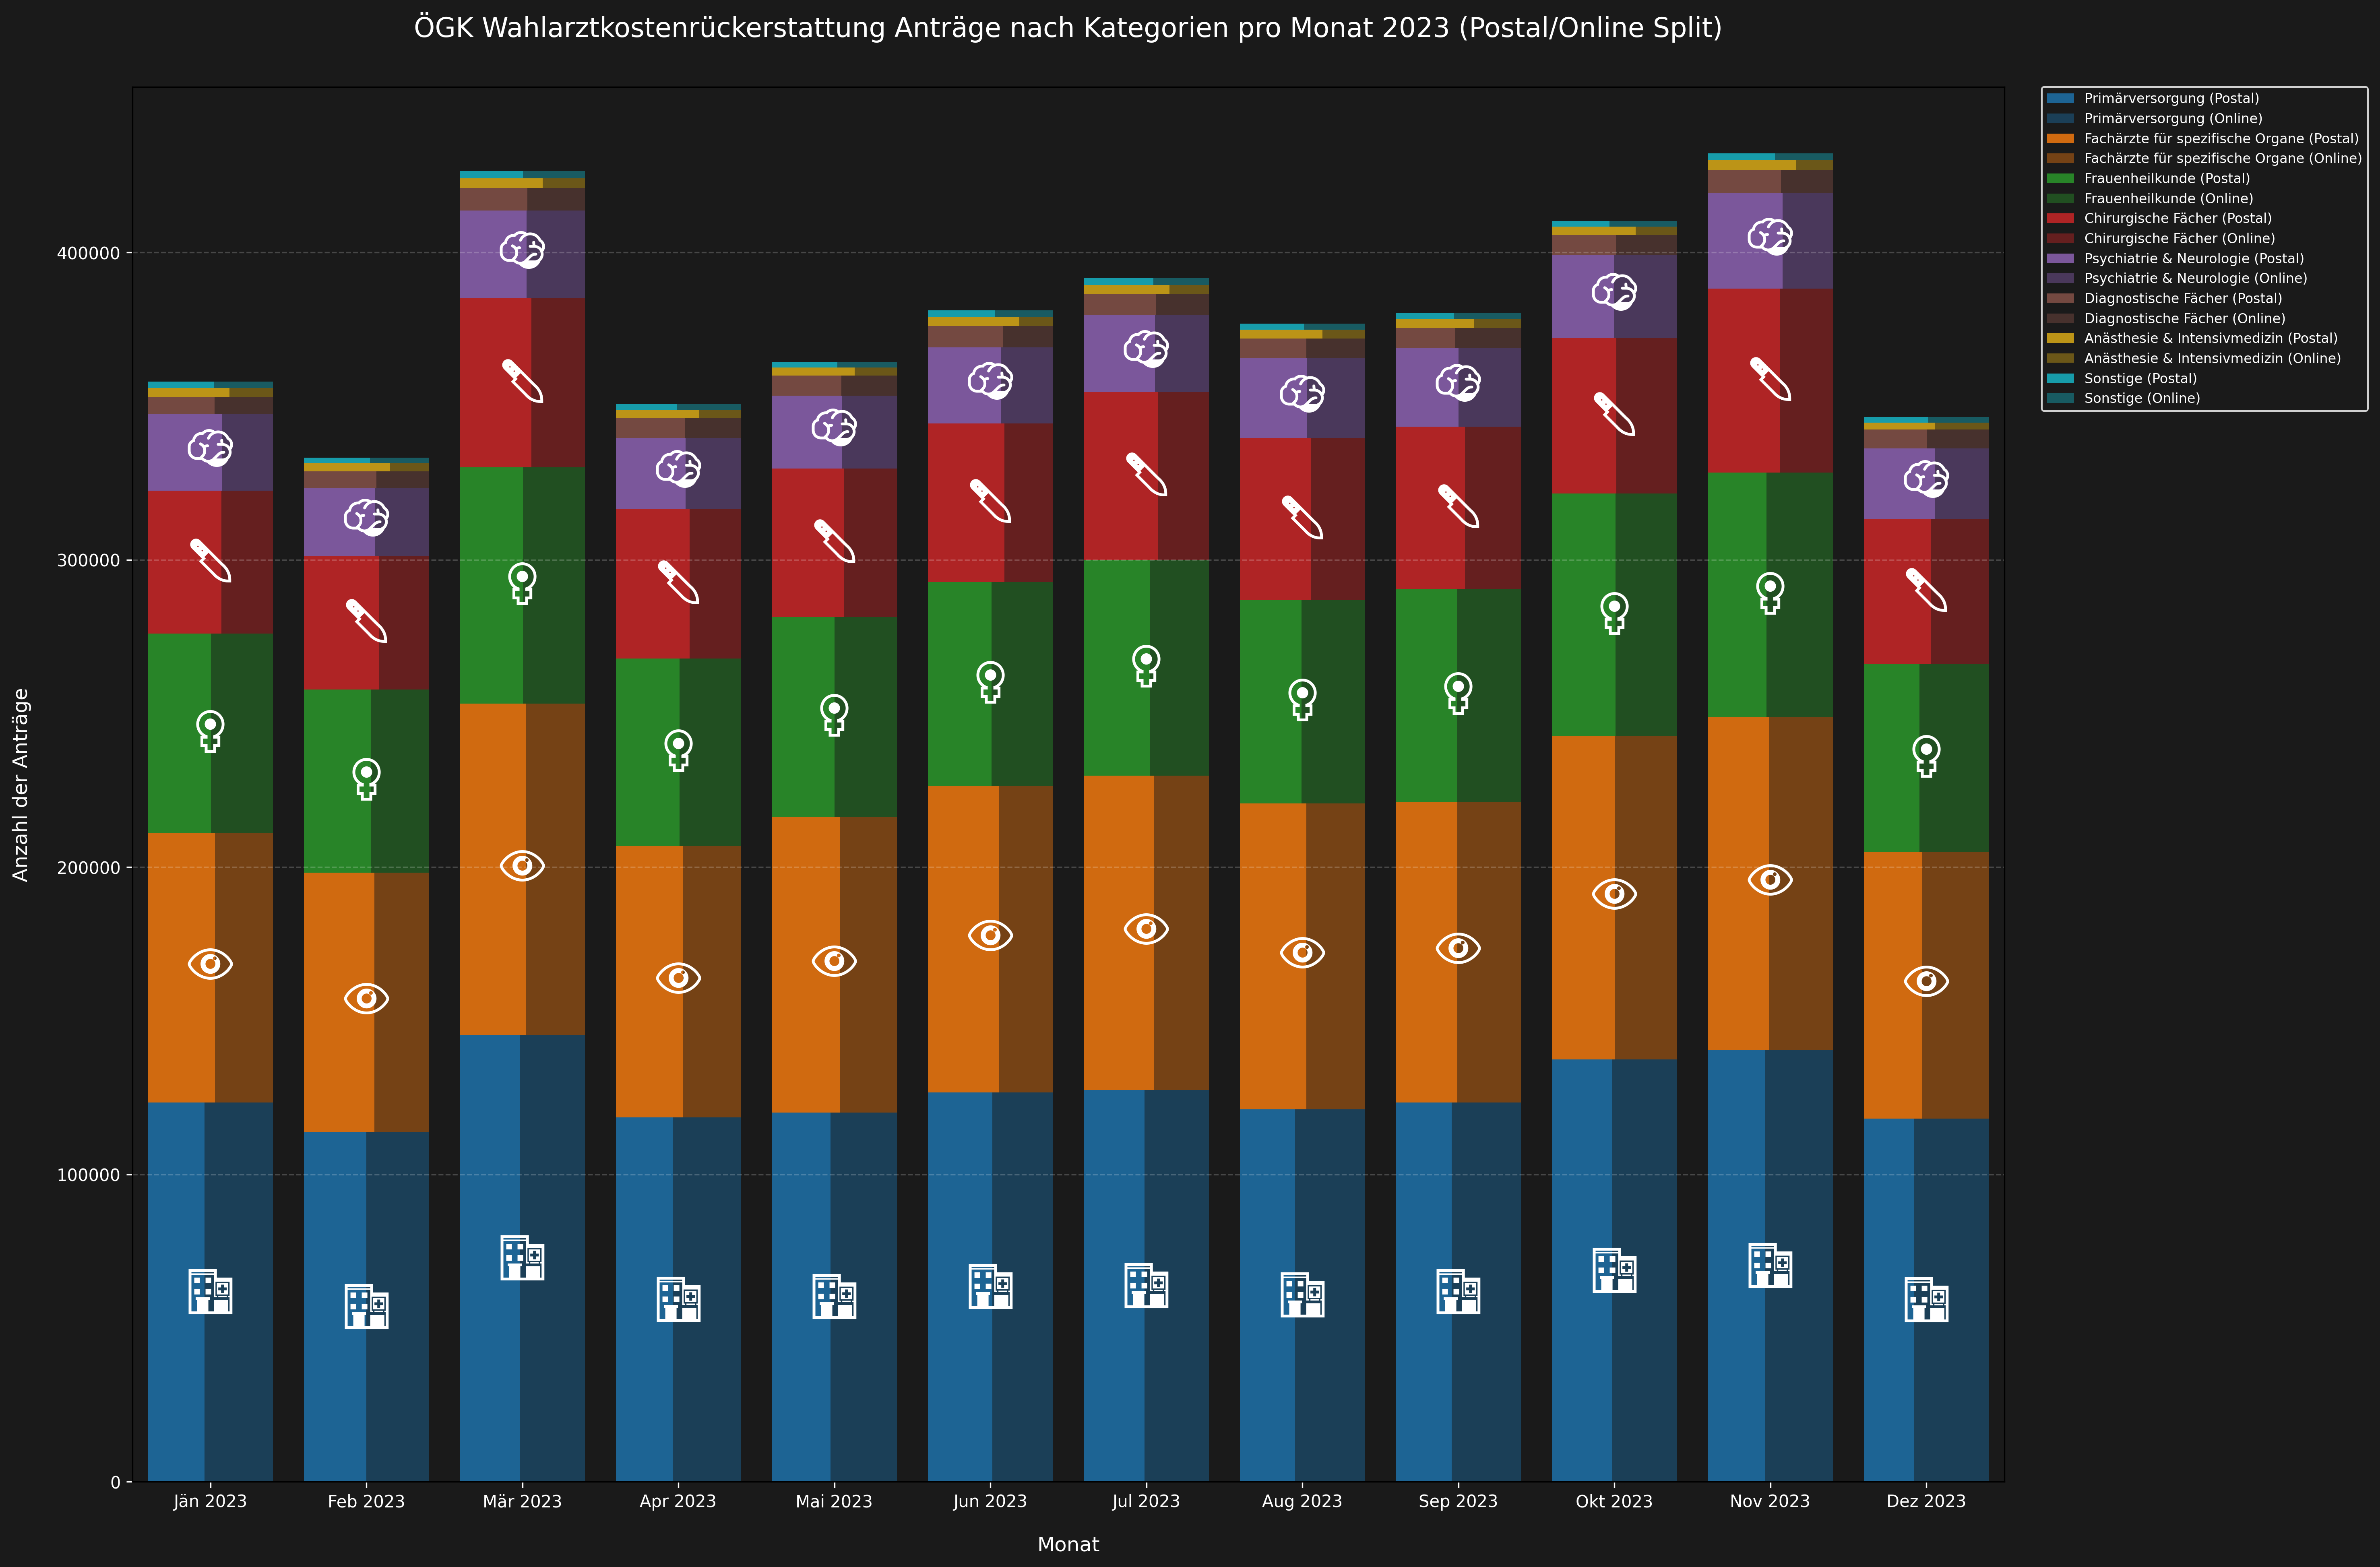 ÖGK Wahlarztkostenrückerstattung Anträge nach Kategorien pro Monat 2023 (Postal/Online Split)
Primärversorgung (Postal)
Primärversorgung (Online)
Fachärzte für spezifische Organe (Postal)
Fachärzte für spezifische Organe (Online)
Frauenheilkunde (Postal)
Frauenheilkunde (Online)
Chirurgische Fächer (Postal)
Chirurgische Fächer (Online)
Psychiatrie & Neurologie (Postal)
Psychiatrie & Neurologie (Online)
Diagnostische Fächer (Postal)
Diagnostische Fächer (Online)
Anästhesie & Intensivmedizin (Postal)
Anästhesie & Intensivmedizin (Online)
Sonstige (Postal)
Sonstige (Online)
Anzahl der Anträge
400000
300000
200000
100000
0
Jän 2023 Feb 2023 Mär 2023 Apr 2023 Mai 2023 Jun 2023 Jul 2023 Aug 2023 Sep 2023 Okt 2023 Nov 2023 Dez 2023
Monat